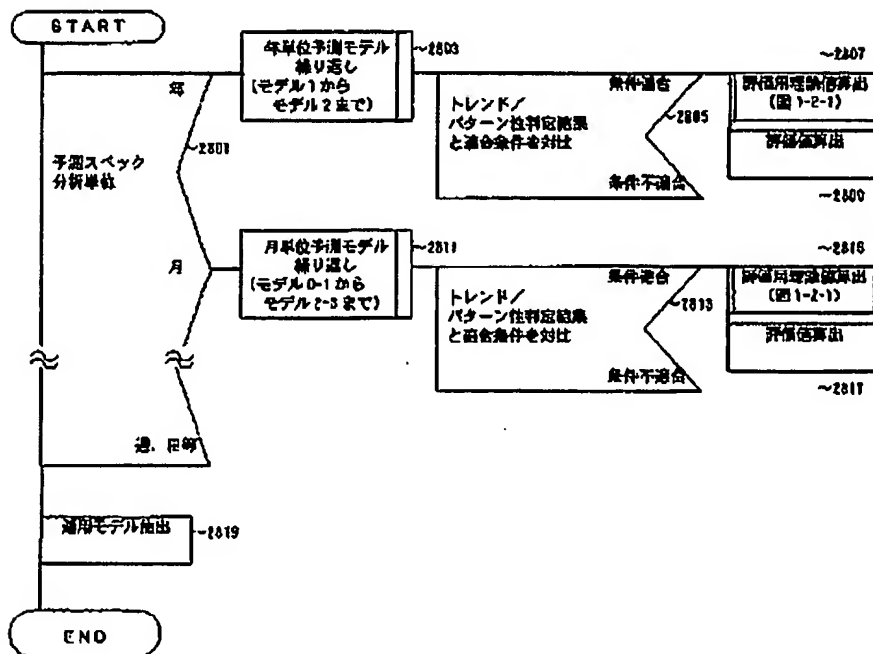 START
年単位予測モデル
繰り返し
(モデル1から
モデル2まで)
~2803
年
~2801
予測スペック
分析単位
トレンド/
パターン性判定結果
と適合条件を対比
条件適合
~2805
条件不適合
~2807
評価用理論値算出
(図1-2-1)
評価値算出
~2809
月
月単位予測モデル
繰り返し
(モデル0-1から
モデル2-3まで)
~2811
トレンド/
パターン性判定結果
と適合条件を対比
条件適合
~2813
条件不適合
~2815
評価用理論値算出
(図1-2-1)
評価値算出
~2817
週、日等
適用モデル抽出
~2819
END